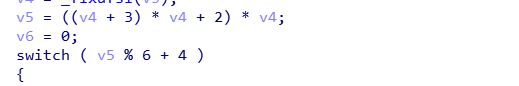 v5 = ((v4 + 3) * v4 + 2) * v4;
v6 = 0;
switch ( v5 % 6 + 4 )
{